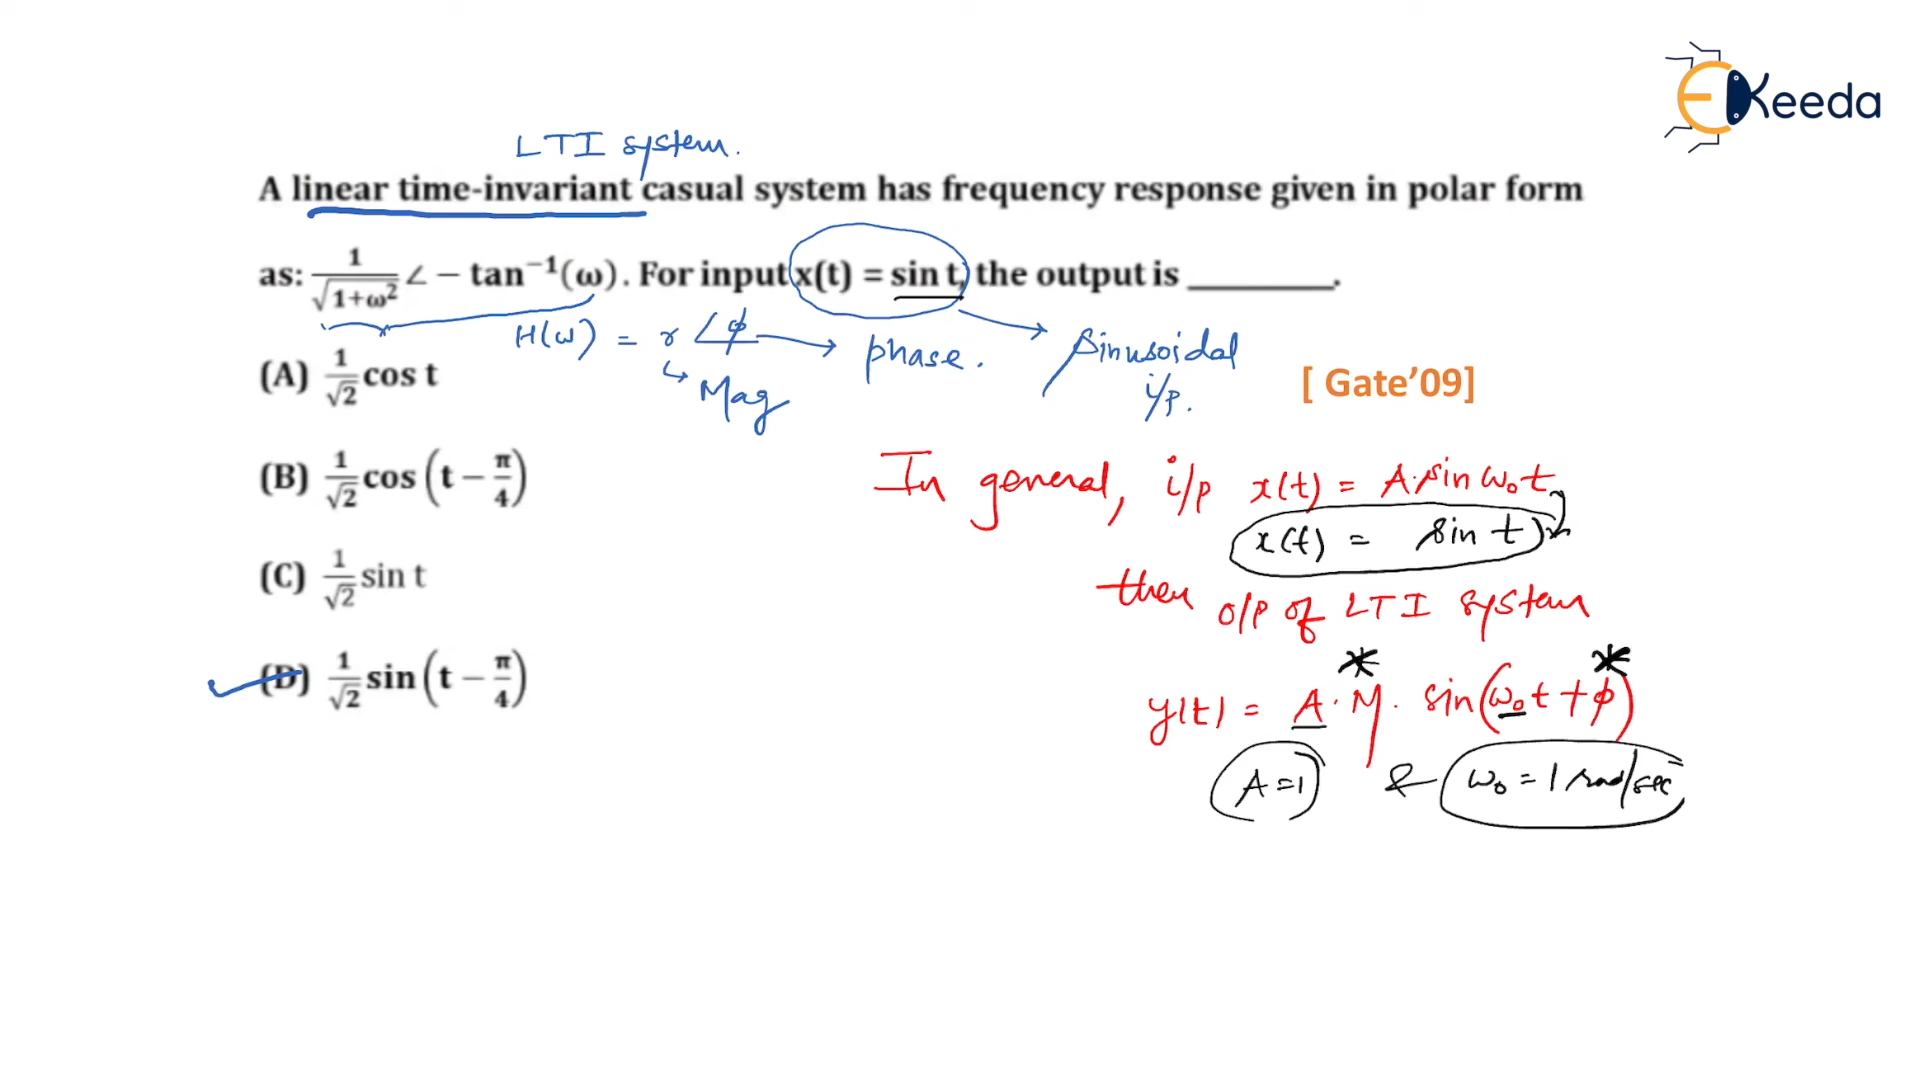 EKeeda
LTI system.
A linear time-invariant casual system has frequency response given in polar form
as: 1/√1+ω² ∠ − tan⁻¹(ω). For input x(t) = sin t, the output is ________.
H(ω) = r ∠ϕ → phase.
↳ Mag
Sinusoidal
i/p.
(A) 1/√2 cos t
[ Gate’09]
(B) 1/√2 cos (t − π/4)
(C) 1/√2 sin t
(D) 1/√2 sin (t − π/4)
In general, i/p x(t) = A·sin ω₀t
x(t) = sin t
then o/p of LTI system
* *
y(t) = A · M · sin(ω₀t + ϕ)
A = 1 & ω₀ = 1 rad/sec